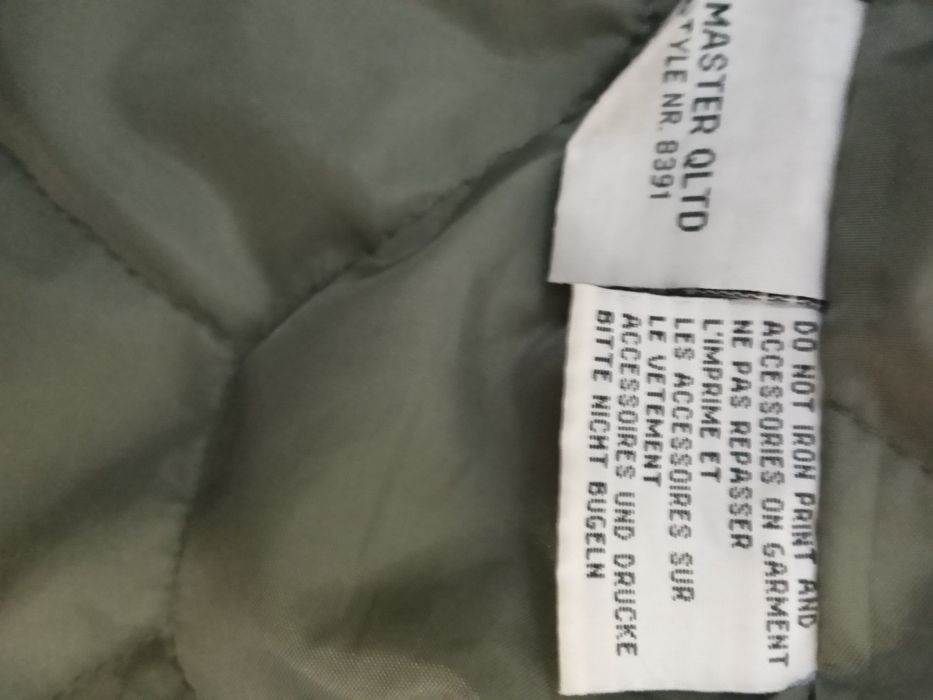 MASTER QLTD
STYLE NR. 8391
DO NOT IRON PRINT AND
ACCESSORIES ON GARMENT
NE PAS REPASSER
L'IMPRIME ET
LES ACCESSOIRES SUR
LE VETEMENT
ACCESSOIRES UND DRUCKE
BITTE NICHT BUGELN